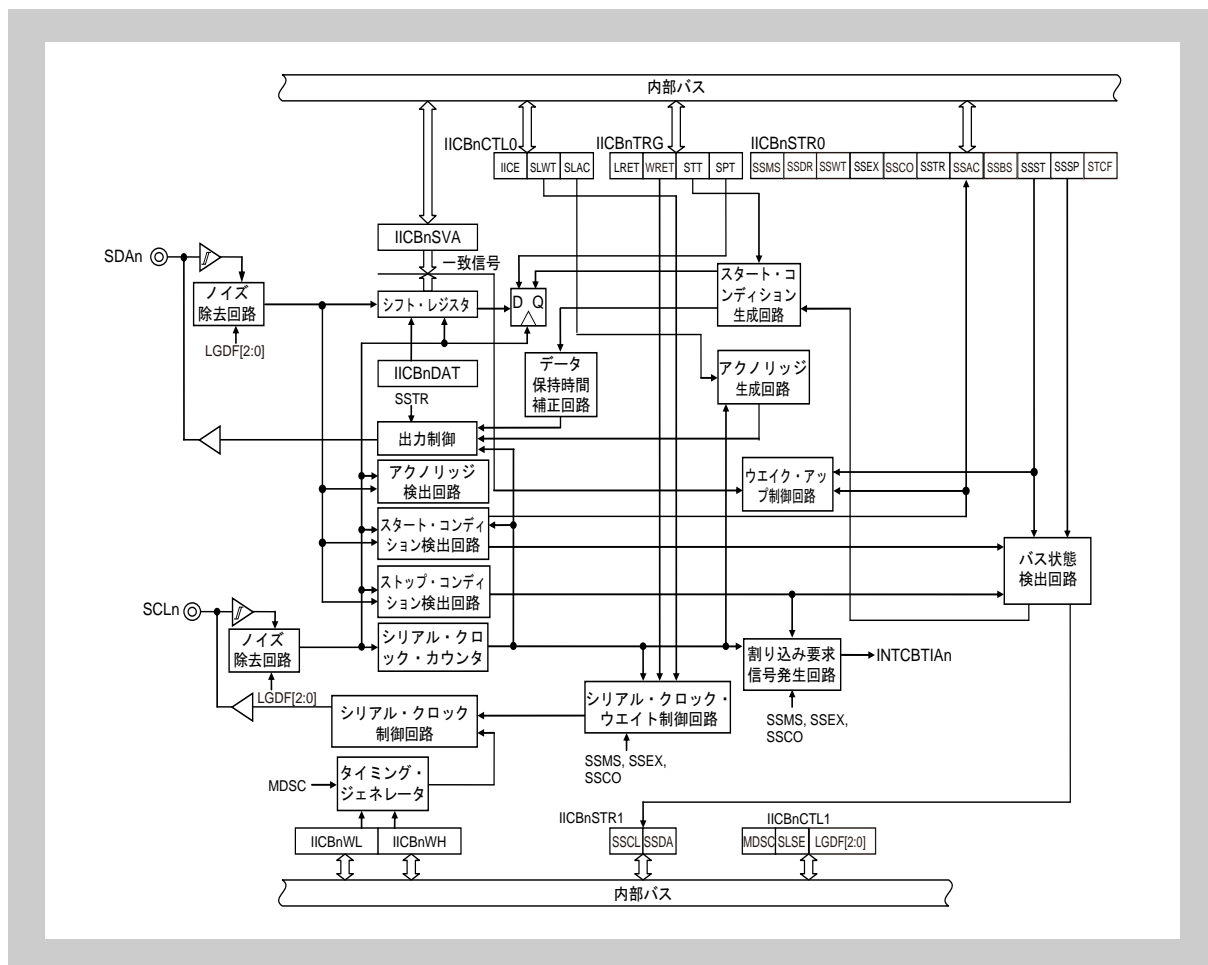 内部バス
IICBnCTL0
IICBnTRG
IICBnSTR0
IICE SLWT SLAC
LRET WRET STT SPT
SSMS SSDR SSWT SSEX SSCO SSTR SSAC SSBS SSST SSSP STCF
IICBnSVA
一致信号
SDAn
ノイズ
除去回路
LGDF[2:0]
シフト・レジスタ
D Q
スタート・コ
ンディション
生成回路
IICBnDAT
SSTR
データ
保持時間
補正回路
アクノリッジ
生成回路
出力制御
アクノリッジ
検出回路
ウエイク・アッ
プ制御回路
スタート・コンディ
ション検出回路
バス状態
検出回路
ストップ・コンディ
ション検出回路
SCLn
ノイズ
除去回路
LGDF[2:0]
シリアル・クロ
ック・カウンタ
割り込み要求
信号発生回路
INTCBTIAn
SSMS, SSEX,
SSCO
シリアル・クロック
制御回路
シリアル・クロック・
ウエイト制御回路
SSMS, SSEX,
SSCO
MDSC
タイミング・
ジェネレータ
IICBnWL IICBnWH
IICBnSTR1
SSCL SSDA
IICBnCTL1
MDSC SLSE LGDF[2:0]
内部バス